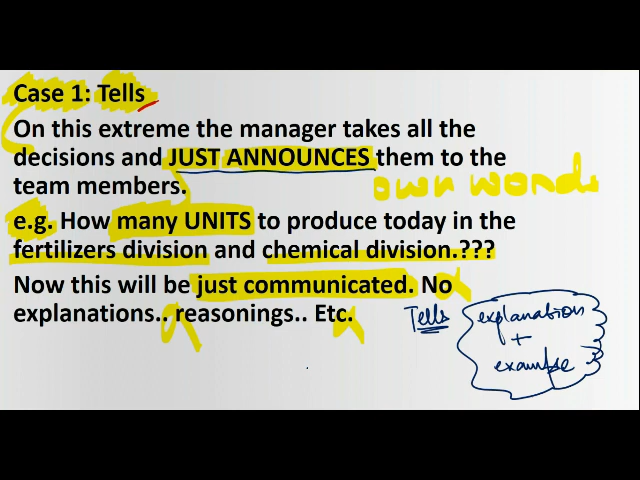 Case 1: Tells
On this extreme the manager takes all the
decisions and JUST ANNOUNCES them to the
team members.
own words
e.g. How many UNITS to produce today in the
fertilizers division and chemical division.???
Now this will be just communicated. No
explanations.. reasonings.. Etc.
Tells
explanation
+
example